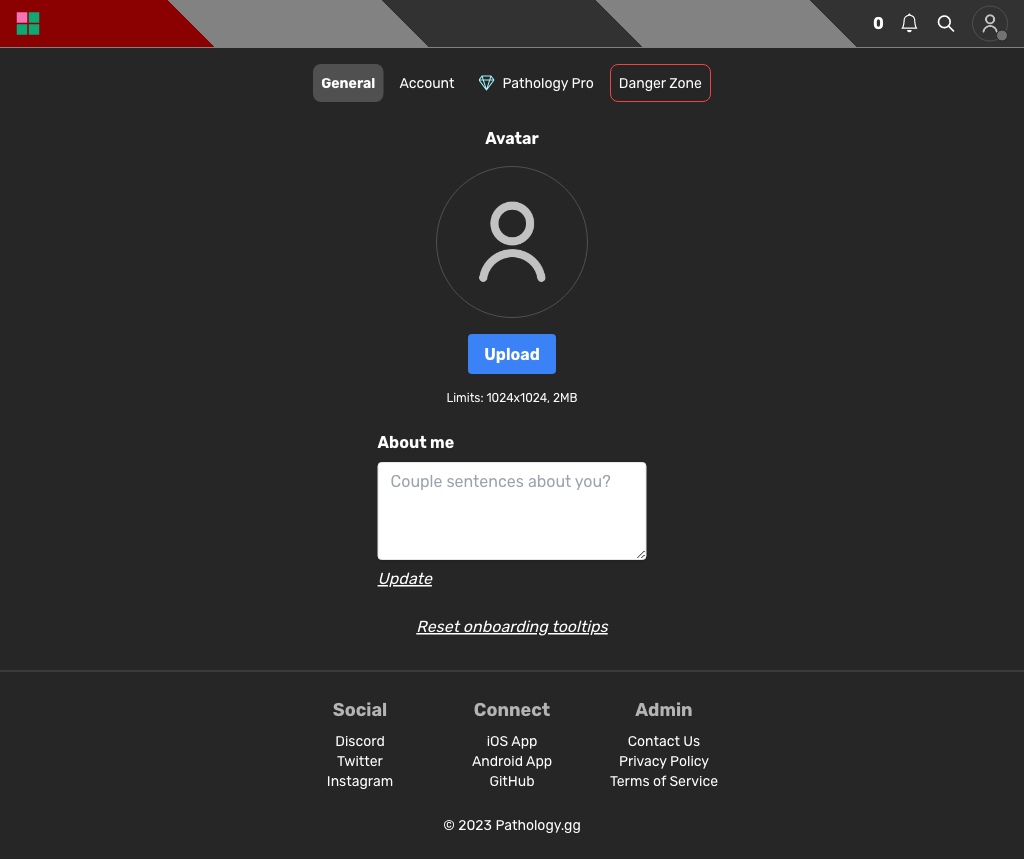 0
General Account Pathology Pro Danger Zone
Avatar
Upload
Limits: 1024x1024, 2MB
About me
Couple sentences about you?
Update
Reset onboarding tooltips
Social Connect Admin
Discord iOS App Contact Us
Twitter Android App Privacy Policy
Instagram GitHub Terms of Service
© 2023 Pathology.gg